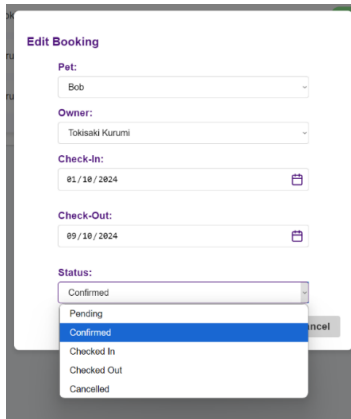 Edit Booking
Pet:
Bob
Owner:
Tokisaki Kurumi
Check-In:
01/10/2024
Check-Out:
09/10/2024
Status:
Confirmed
Pending
Confirmed
Checked In
Checked Out
Cancelled